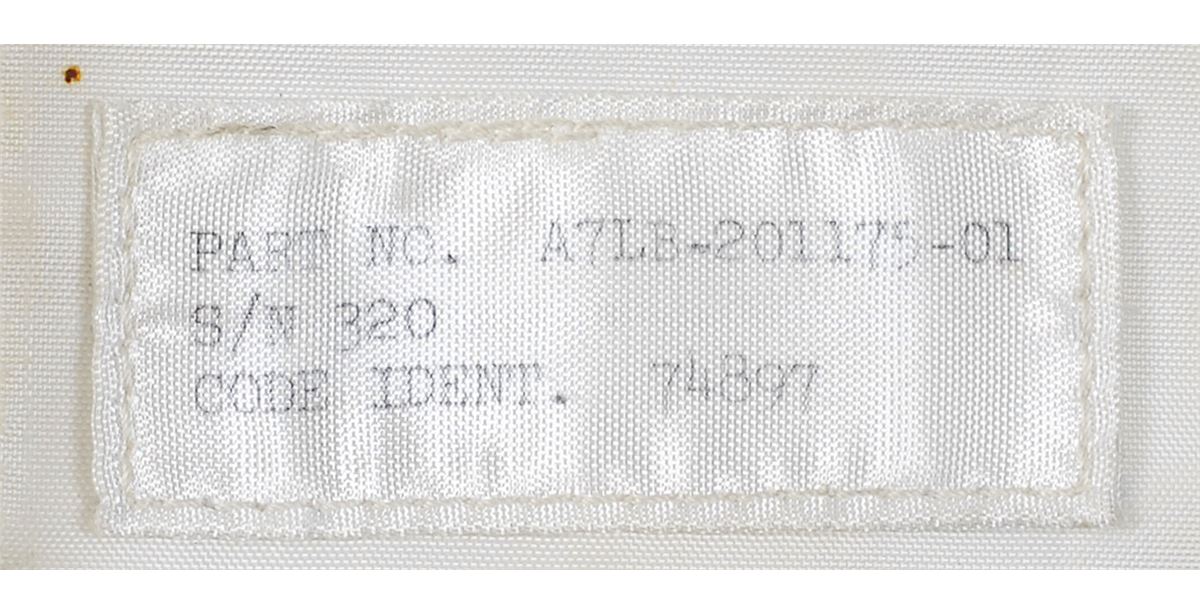 PART NO. A7LB-201175-01
S/N 320
CODE IDENT. 74897